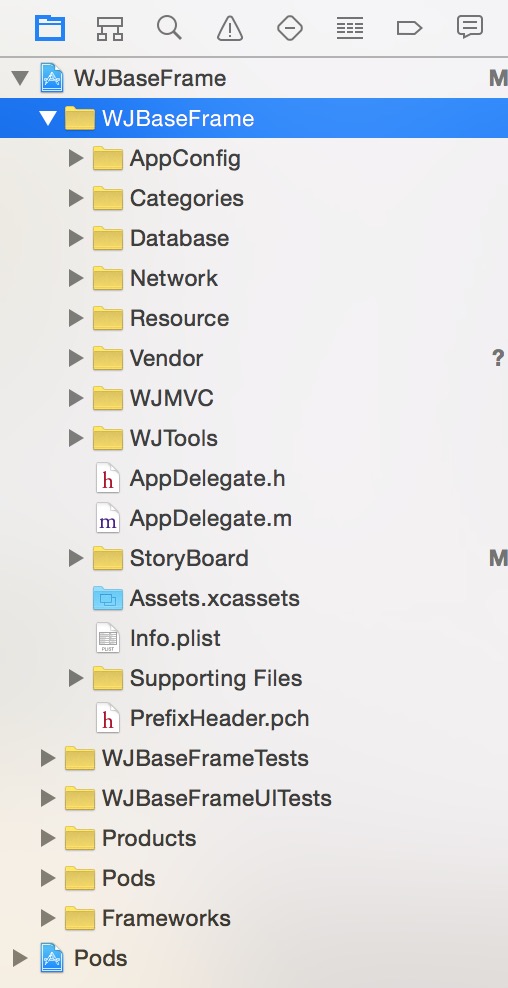 WJBaseFrame M
WJBaseFrame
AppConfig
Categories
Database
Network
Resource
Vendor ?
WJMVC
WJTools
h AppDelegate.h
m AppDelegate.m
StoryBoard M
Assets.xcassets
PLIST Info.plist
Supporting Files
h PrefixHeader.pch
WJBaseFrameTests
WJBaseFrameUITests
Products
Pods
Frameworks
Pods